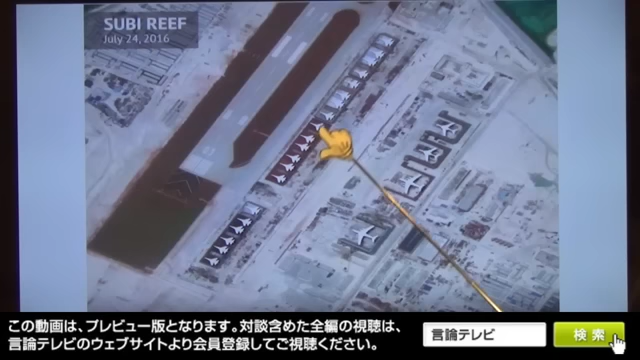 SUBI REEF
July 24, 2016
この動画は、プレビュー版となります。対談含めた全編の視聴は、
言論テレビのウェブサイトより会員登録してご視聴ください。
言論テレビ
検索